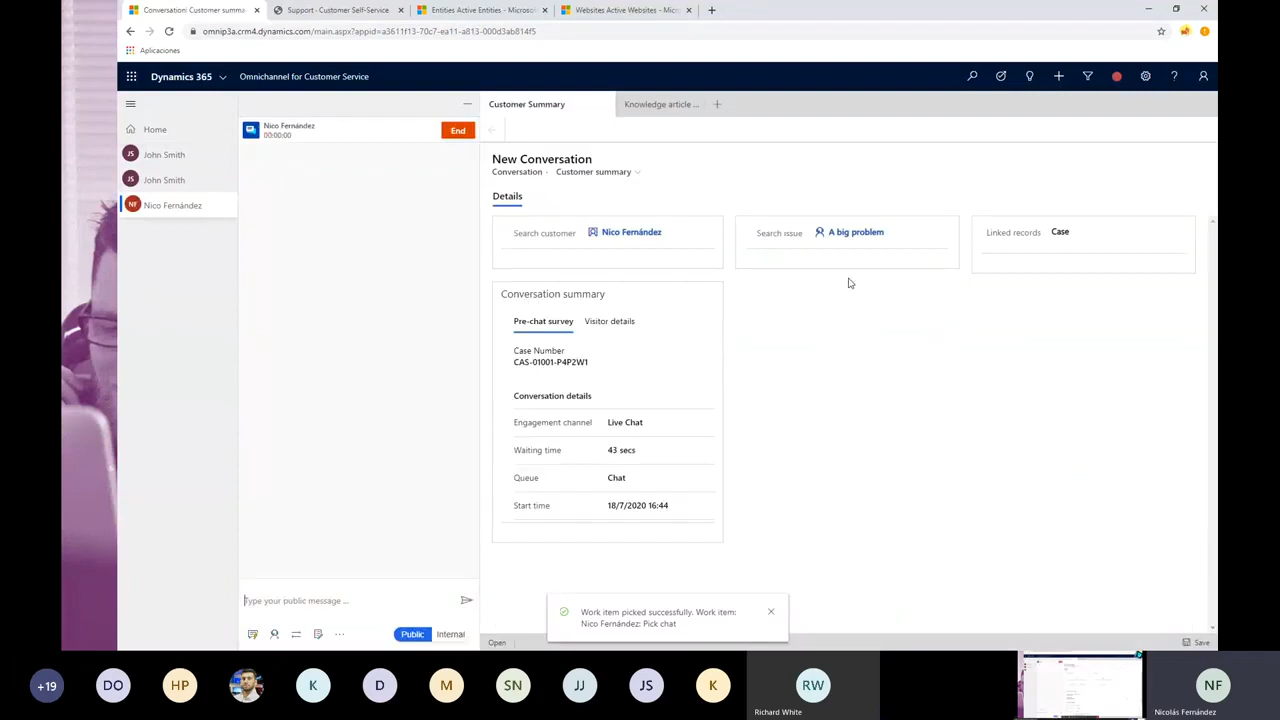 Conversation: Customer summa
Support - Customer Self-Service
Entities Active Entities - Microsof
Websites Active Websites - Micro
omnip3a.crm4.dynamics.com/main.aspx?appid=a3611f13-70c7-ea11-a813-000d3ab814f5
Aplicaciones
Dynamics 365
Omnichannel for Customer Service
Home
John Smith
John Smith
Nico Fernández
JS
JS
NF
Nico Fernández
00:00:00
End
Customer Summary
Knowledge article ...
New Conversation
Conversation · Customer summary
Details
Search customer Nico Fernández
Search issue A big problem
Linked records Case
Conversation summary
Pre-chat survey Visitor details
Case Number
CAS-01001-P4P2W1
Conversation details
Engagement channel Live Chat
Waiting time 43 secs
Queue Chat
Start time 18/7/2020 16:44
Type your public message ...
Public Internal
Work item picked successfully. Work item:
Nico Fernández: Pick chat
Open
Save
+19 DO HP K D M SN JJ JS K RW NF
Richard White
Nicolás Fernández